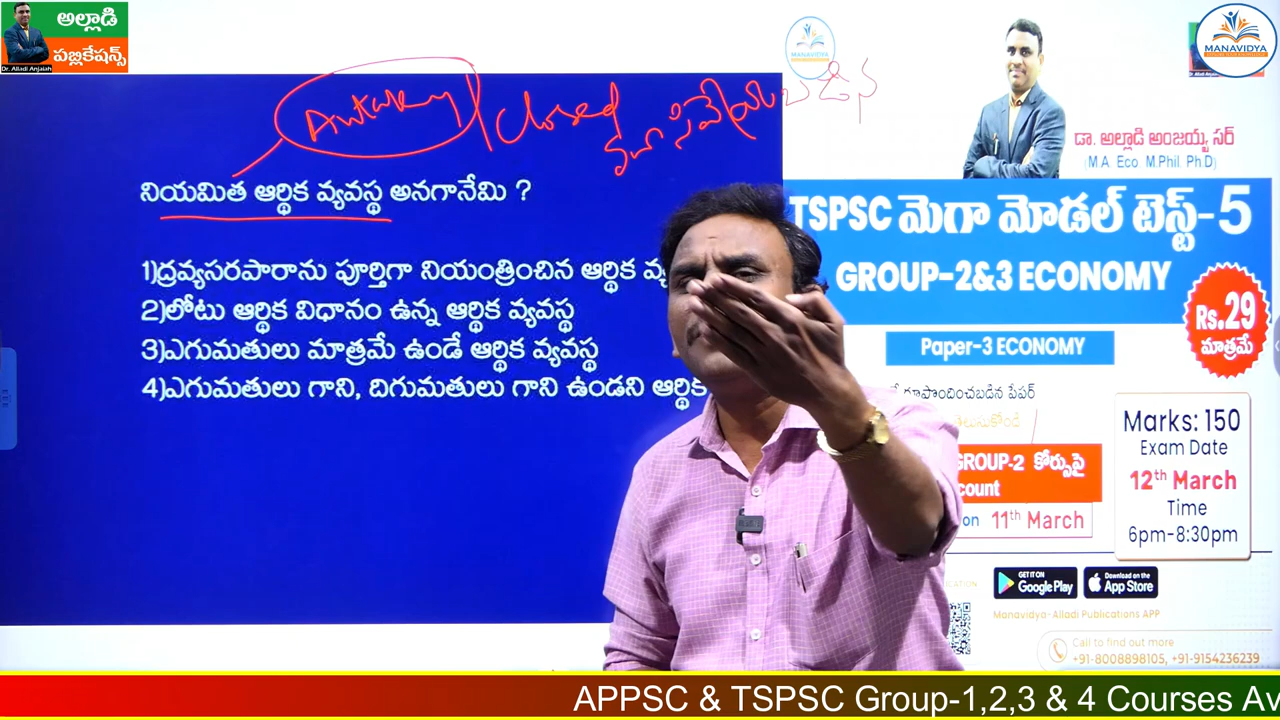 అల్లాడి
పబ్లికేషన్స్
Dr. Alladi Anjaiah
Autarky / Closed
మూసివేయబడిన
నియమిత ఆర్థిక వ్యవస్థ అనగానేమి ?
1)ద్రవ్యసరపారాను పూర్తిగా నియంత్రించిన ఆర్థిక
2)లోటు ఆర్థిక విధానం ఉన్న ఆర్థిక వ్యవస్థ
3)ఎగుమతులు మాత్రమే ఉండే ఆర్థిక వ్యవస్థ
4)ఎగుమతులు గాని, దిగుమతులు గాని ఉండని ఆర్థిక
MANAVIDYA
MANAVIDYA
డా. అల్లాడి అంజయ్య సర్
(M.A. Eco M.Phil. Ph.D)
TSPSC మెగా మోడల్ టెస్ట్-5
GROUP-2&3 ECONOMY
Rs.29
మాత్రమే
Paper-3 ECONOMY
రూపొందించబడిన పేపర్
తెలుసుకోండి
GROUP-2 కోర్సుపై
count
on 11th March
Marks: 150
Exam Date
12th March
Time
6pm-8:30pm
GET IT ON
Google Play
Download on the
App Store
Manavidya-Alladi Publications APP
Call to find out more
+91-8008898105, +91-9154236239
APPSC & TSPSC Group-1,2,3 & 4 Courses Av